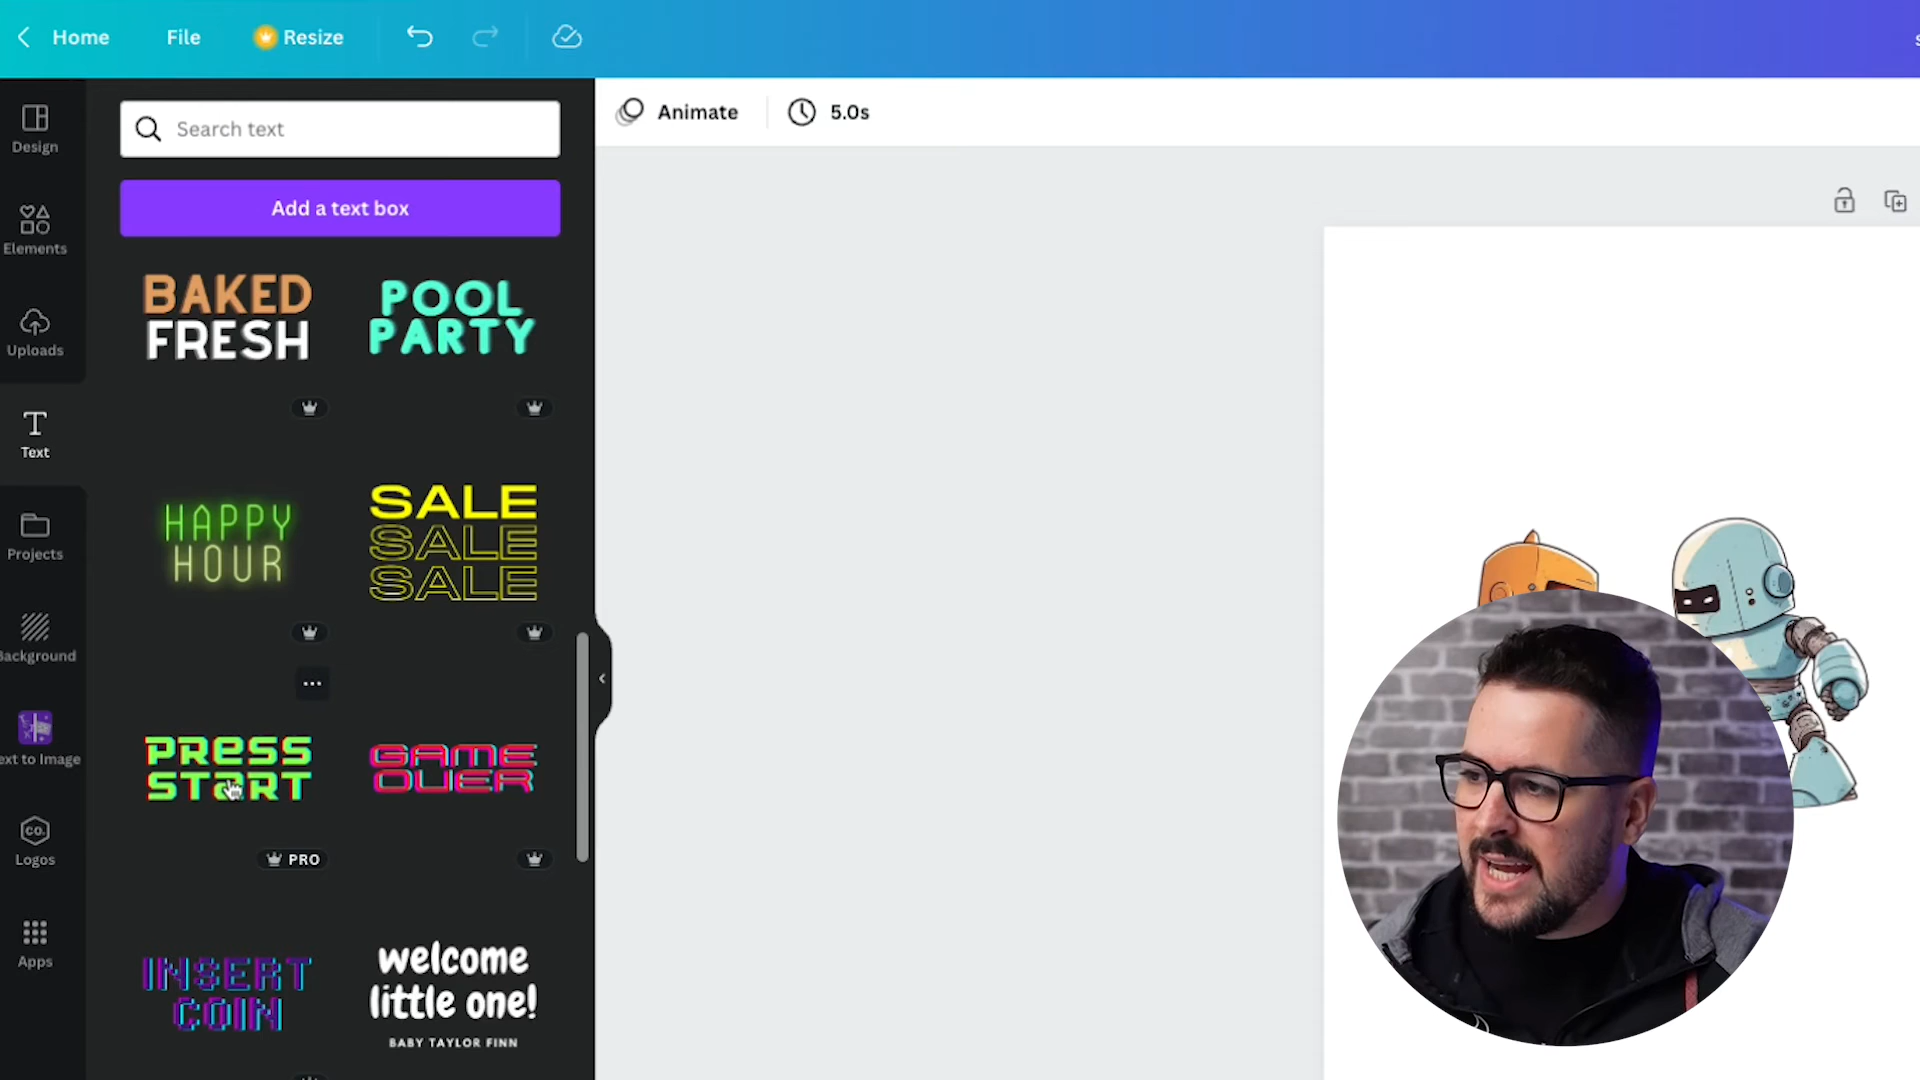 Home
File
Resize
Search text
Animate
5.0s
Design
Add a text box
Elements
BAKED
FRESH
POOL
PARTY
Uploads
Text
HAPPY
HOUR
SALE
SALE
SALE
Projects
Background
ext to Image
PRESS
START
GAME
OVER
PRO
CO.
Logos
Apps
INSERT
COIN
welcome
little one!
BABY TAYLOR FINN